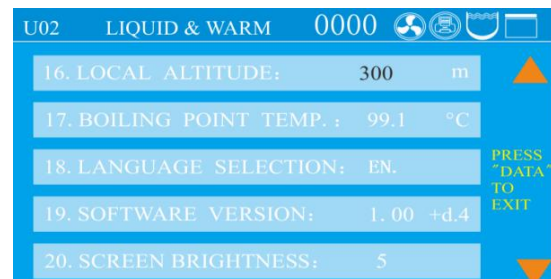 U02 LIQUID & WARM 0000
16. LOCAL ALTITUDE: 300 m
17. BOILING POINT TEMP. : 99.1 °C
18. LANGUAGE SELECTION: EN.
19. SOFTWARE VERSION: 1. 00 +d.4
20. SCREEN BRIGHTNESS: 5
PRESS
"DATA"
TO
EXIT